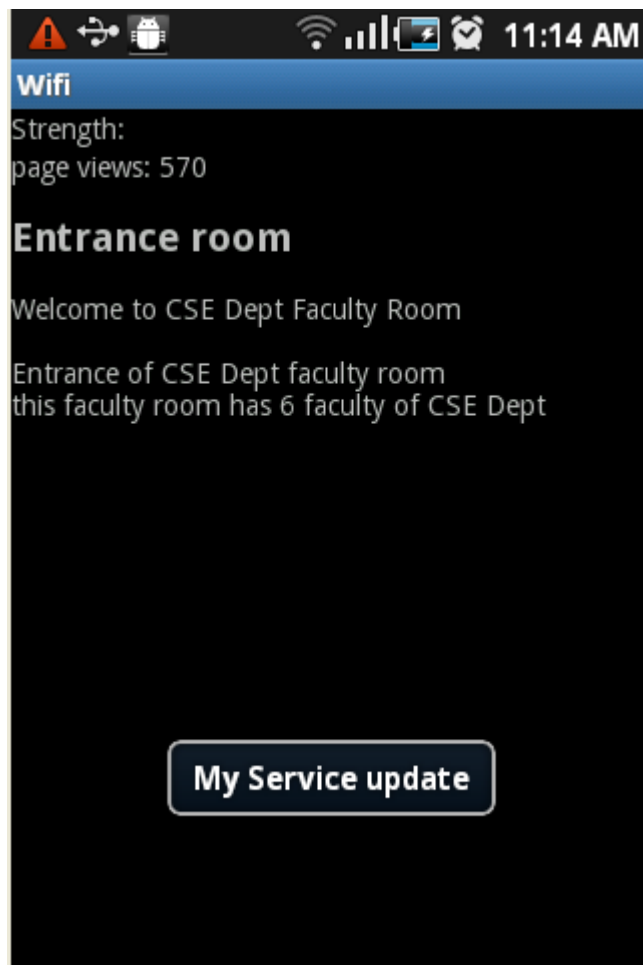 11:14 AM
Wifi
Strength:
page views: 570
Entrance room
Welcome to CSE Dept Faculty Room
Entrance of CSE Dept faculty room
this faculty room has 6 faculty of CSE Dept
My Service update